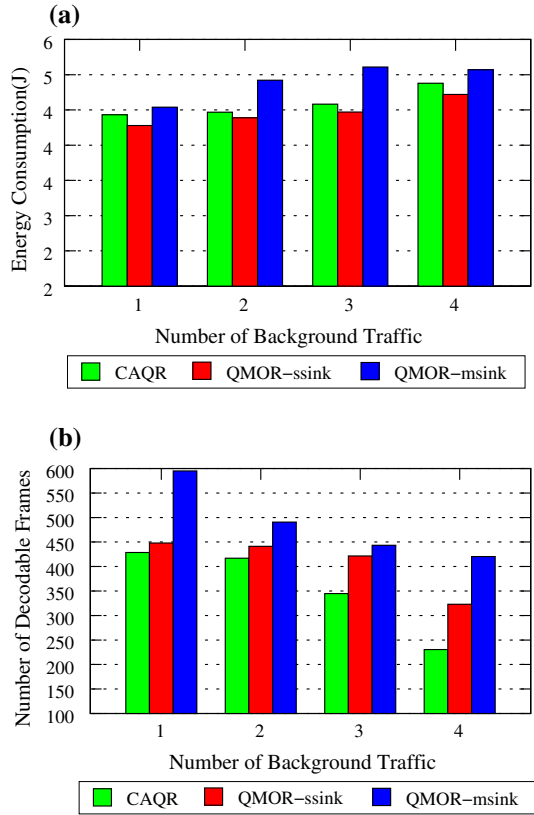 (a)
6
5
4
4
4
3
2
2
Energy Consumption(J)
1 2 3 4
Number of Background Traffic
CAQR QMOR−ssink QMOR−msink
(b)
600
550
500
450
400
350
300
250
200
150
100
Number of Decodable Frames
1 2 3 4
Number of Background Traffic
CAQR QMOR−ssink QMOR−msink